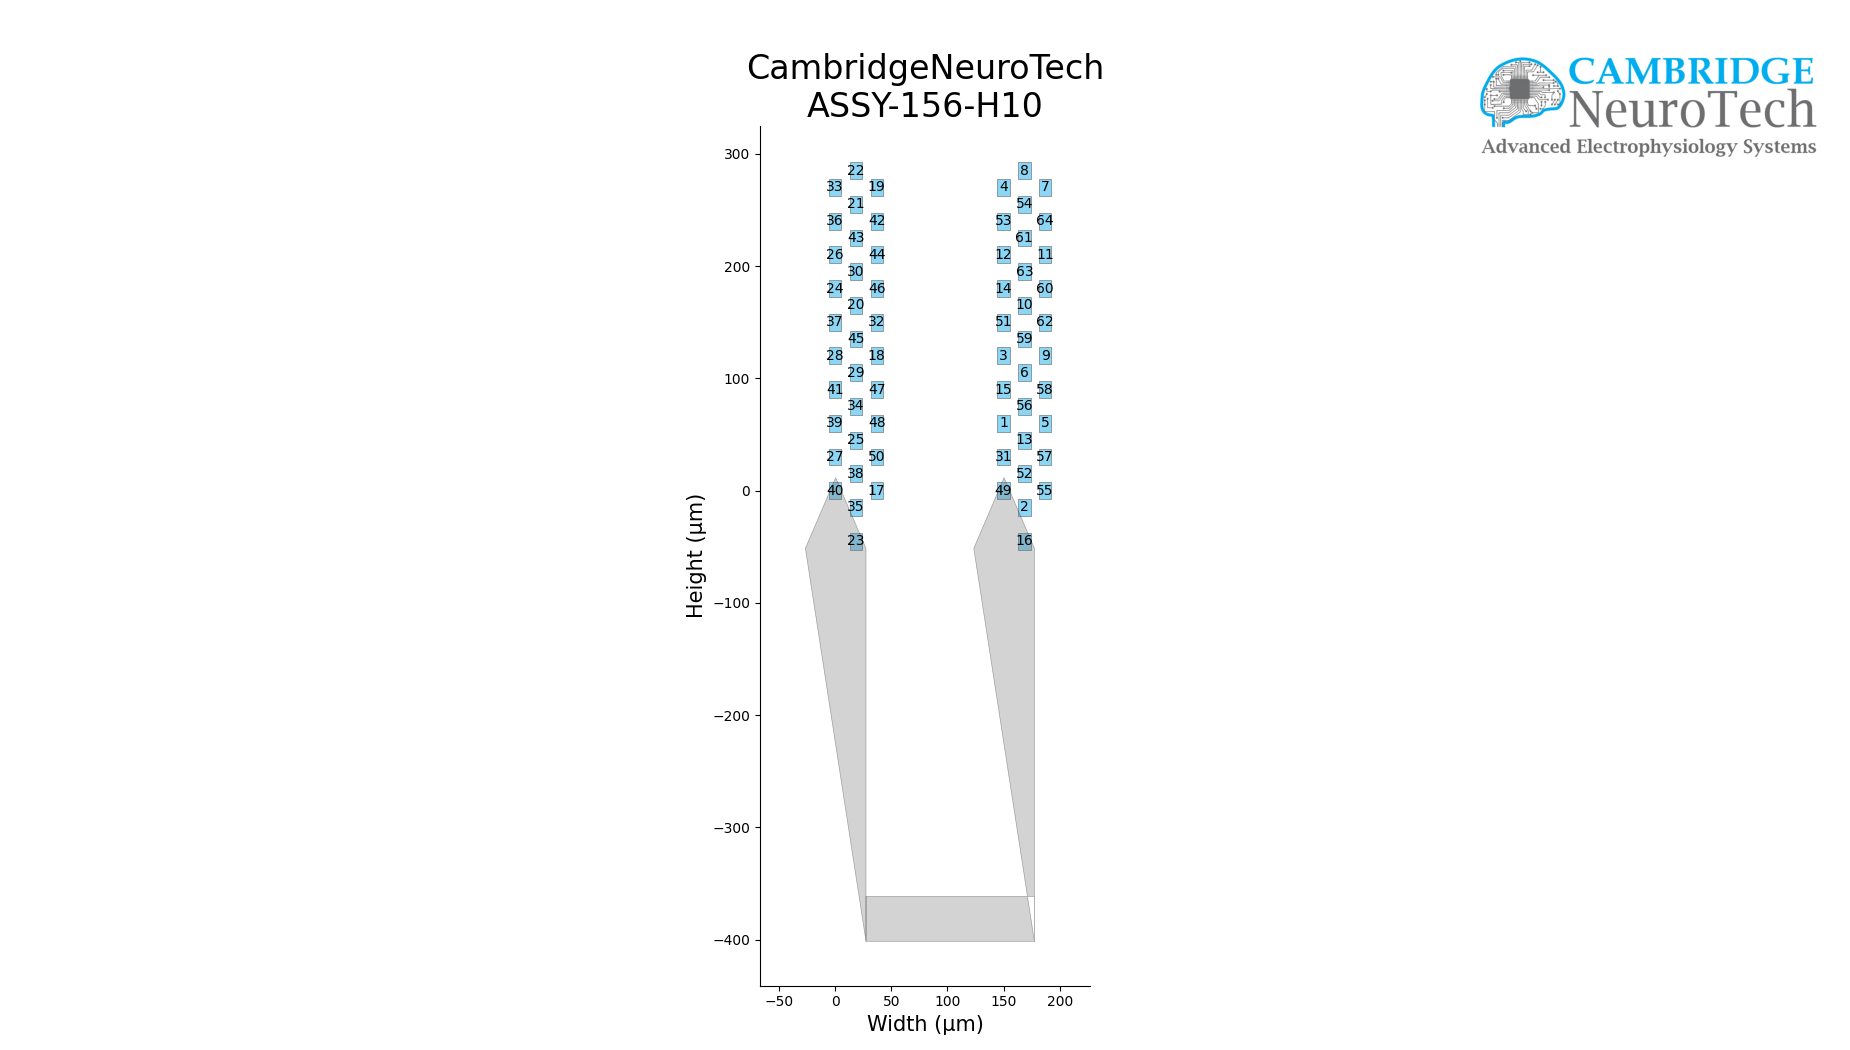 CambridgeNeuroTech
ASSY-156-H10
CAMBRIDGE
NeuroTech
Advanced Electrophysiology Systems
300
22 8
33 19 4 7
21 54
36 42 53 64
43 61
26 44 12 11
200
30 63
24 46 14 60
20 10
37 32 51 62
45 59
28 18 3 9
100
29 6
41 47 15 58
34 56
39 48 1 5
25 13
27 50 31 57
38 52
0 40 17 49 55
35 2
23 16
−100
−200
−300
−400
Height (μm)
−50 0 50 100 150 200
Width (μm)